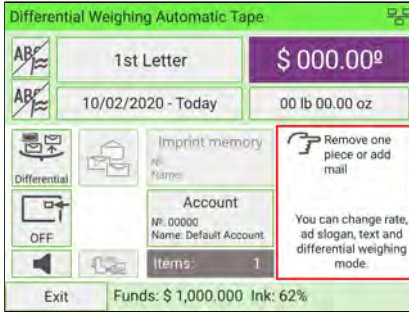 Differential Weighing Automatic Tape
ABC
1st Letter
$ 000.00º
ABC
10/02/2020 - Today
00 lb 00.00 oz
Differential
Imprint memory
Nº:
Name:
Remove one
piece or add
mail
OFF
Account
Nº: 00000
Name: Default Account
You can change rate,
ad slogan, text and
differential weighing
mode.
Items: 1
Exit
Funds: $ 1,000.000 Ink: 62%